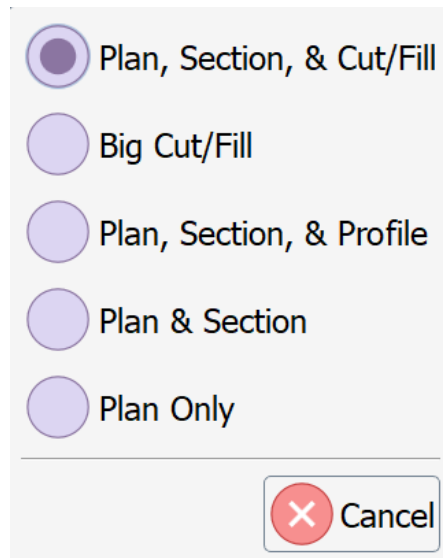 Plan, Section, & Cut/Fill
Big Cut/Fill
Plan, Section, & Profile
Plan & Section
Plan Only
Cancel